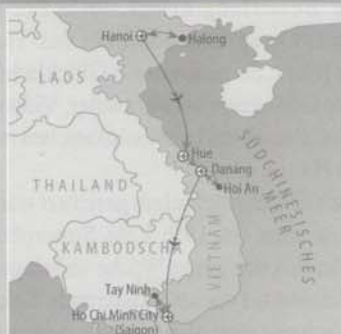 Hanoi
Halong
LAOS
Hue
Danang
Hoi An
SÜDCHINESISCHES
MEER
THAILAND
KAMBODSCHA
VIETNAM
Tay Ninh
Ho Chi Minh City
(Saigon)